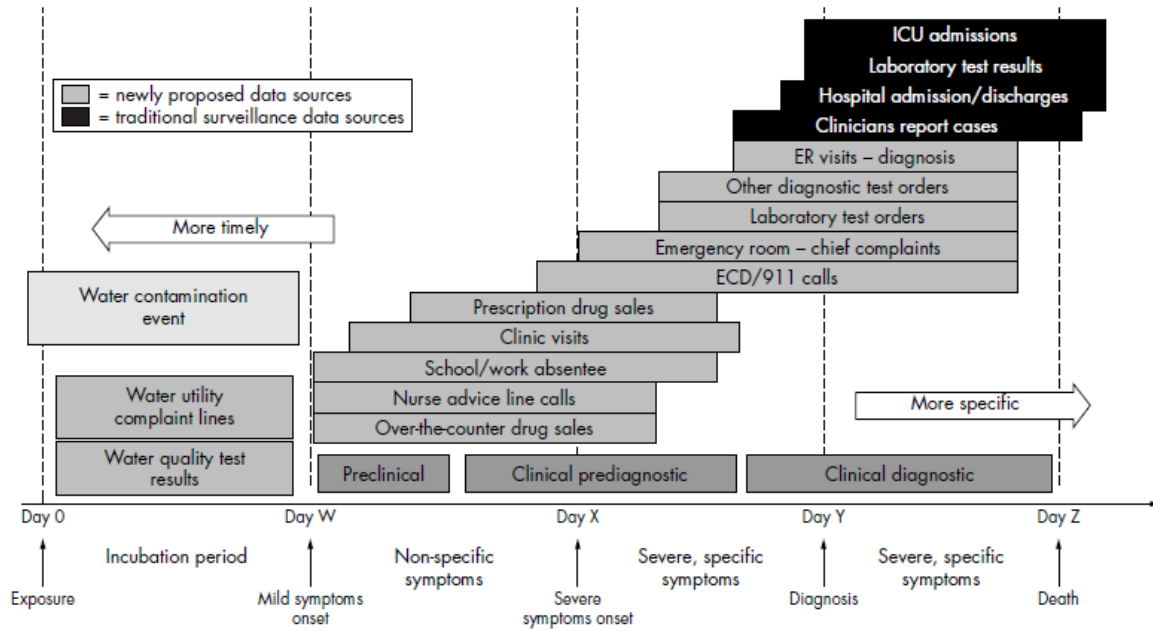 ICU admissions
Laboratory test results
Hospital admission/discharges
Clinicians report cases
= newly proposed data sources
= traditional surveillance data sources
ER visits – diagnosis
Other diagnostic test orders
Laboratory test orders
More timely
Emergency room – chief complaints
ECD/911 calls
Water contamination
event
Prescription drug sales
Clinic visits
School/work absentee
Water utility
complaint lines
Nurse advice line calls
More specific
Over-the-counter drug sales
Water quality test
results
Preclinical
Clinical prediagnostic
Clinical diagnostic
Day 0
Day W
Day X
Day Y
Day Z
Incubation period
Non-specific
symptoms
Severe, specific
symptoms
Severe, specific
symptoms
Exposure
Mild symptoms
onset
Severe
symptoms onset
Diagnosis
Death